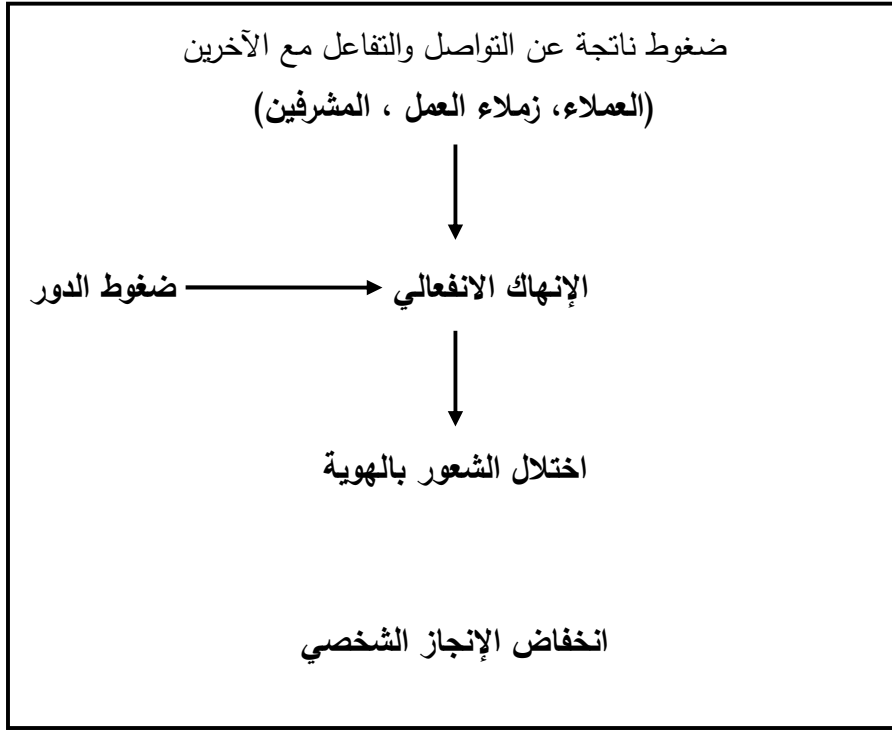 ضغوط ناتجة عن التواصل والتفاعل مع الآخرين
(العملاء، زملاء العمل ، المشرفين)
الإنهاك الانفعالي
ضغوط الدور
اختلال الشعور بالهوية
انخفاض الإنجاز الشخصي